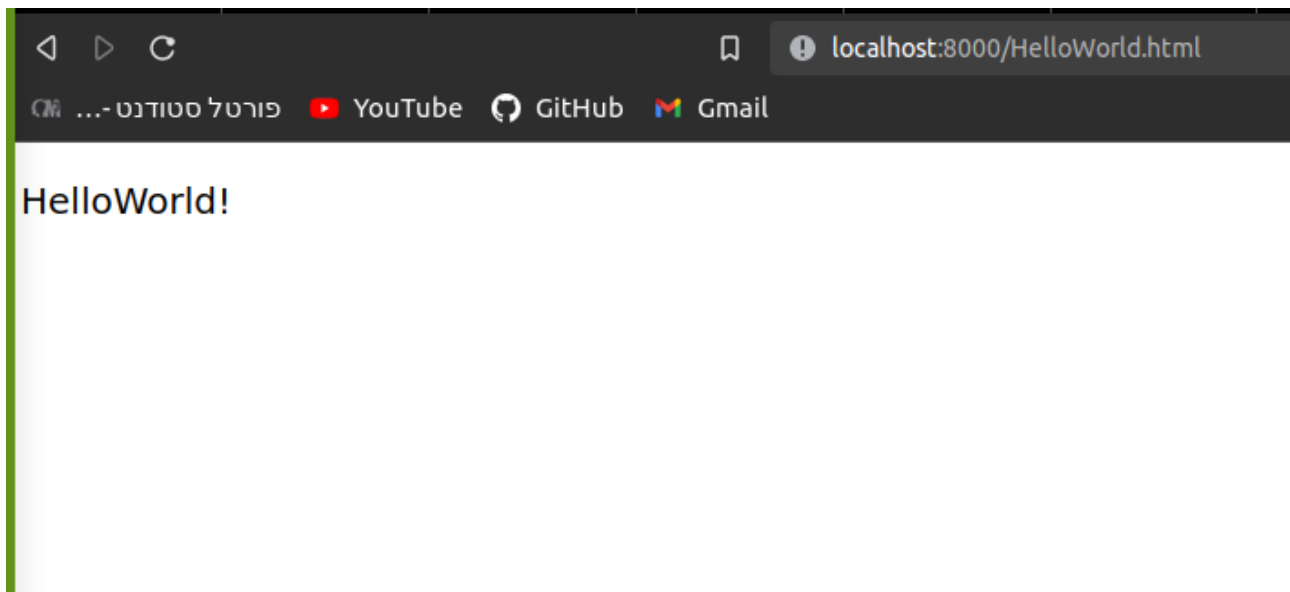 localhost:8000/HelloWorld.html
פורטל סטודנט -... YouTube GitHub Gmail
HelloWorld!